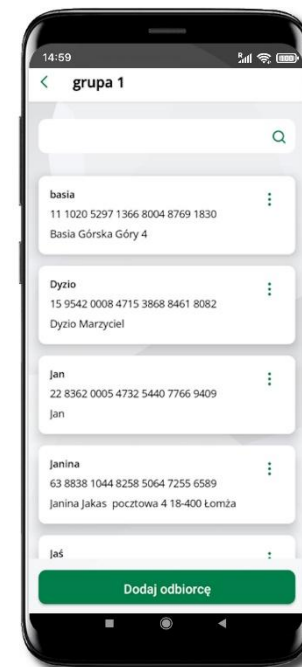 14:59
grupa 1
basia
11 1020 5297 1366 8004 8769 1830
Basia Górska Góry 4
Dyzio
15 9542 0008 4715 3868 8461 8082
Dyzio Marzyciel
Jan
22 8362 0005 4732 5440 7766 9409
Jan
Janina
63 8838 1044 8258 5064 7255 6589
Janina Jakas pocztowa 4 18-400 Łomża
Jaś
Dodaj odbiorcę